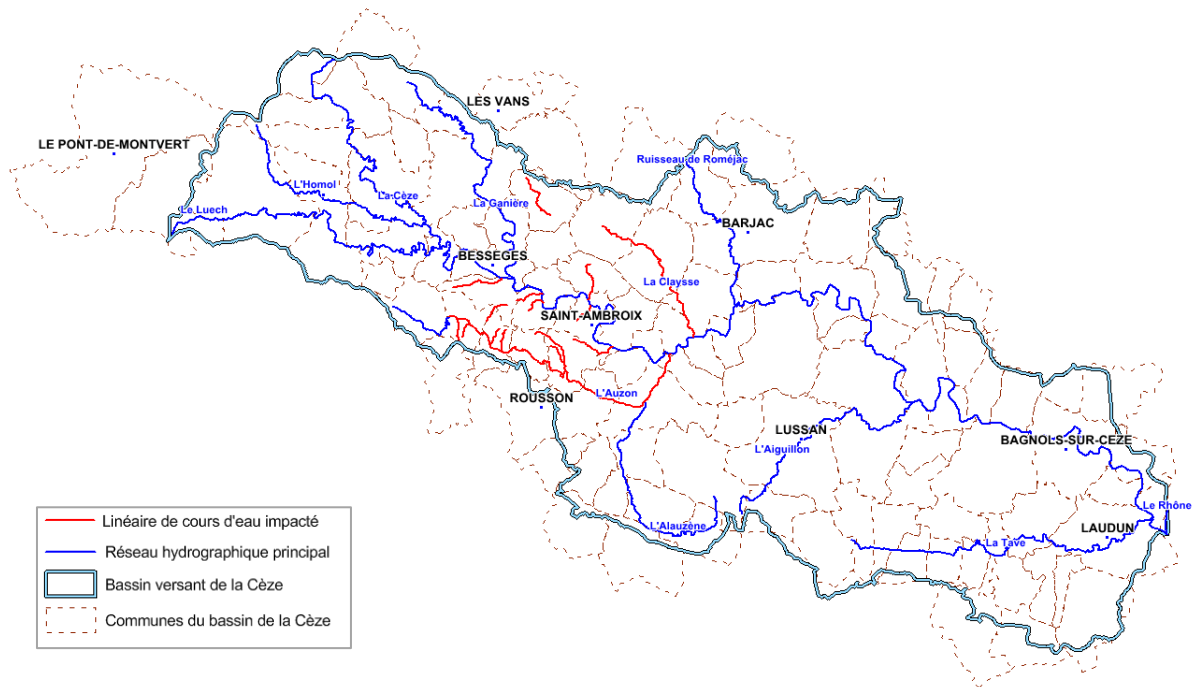 LES VANS
LE PONT-DE-MONTVERT
Ruisseau de Roméjac
L'Homol
La Cèze
La Ganière
Le Luech
BARJAC
BESSEGES
La Claysse
SAINT-AMBROIX
L'Auzon
ROUSSON
LUSSAN
L'Aiguillon
BAGNOLS-SUR-CEZE
Le Rhône
L'Alauzène
LAUDUN
La Tave
Linéaire de cours d'eau impacté
Réseau hydrographique principal
Bassin versant de la Cèze
Communes du bassin de la Cèze